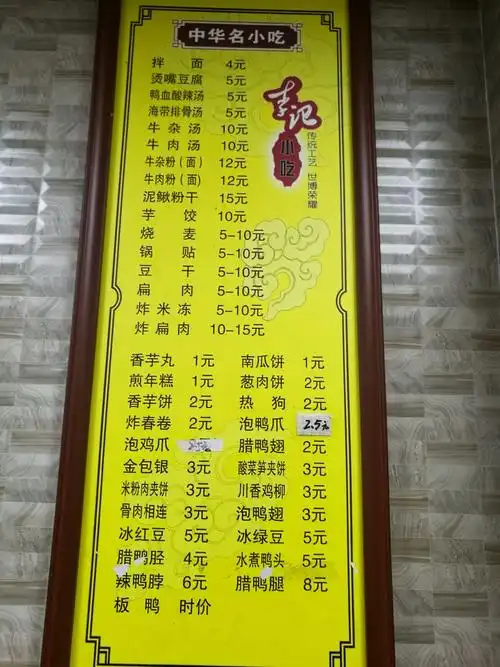 中华名小吃
拌面 4元
烫嘴豆腐 5元
鸭血酸辣汤 5元
海带排骨汤 5元
牛杂汤 10元
牛肉汤 10元
牛杂粉(面) 12元
牛肉粉(面) 12元
泥鳅粉干 15元
芋饺 10元
烧麦 5-10元
锅贴 5-10元
豆干 5-10元
扁肉 5-10元
炸米冻 5-10元
炸扁肉 10-15元
李记
小吃
传统工艺 世博荣耀
香芋丸 1元 南瓜饼 1元
煎年糕 1元 葱肉饼 2元
香芋饼 2元 热狗 2元
炸春卷 2元 泡鸭爪 2.5元
泡鸡爪 腊鸭翅 2元
金包银 3元 酸菜笋夹饼 3元
米粉肉夹饼 3元 川香鸡柳 3元
骨肉相连 3元 泡鸭翅 3元
冰红豆 5元 冰绿豆 5元
腊鸭胫 4元 水煮鸭头 5元
辣鸭脖 6元 腊鸭腿 8元
板鸭 时价